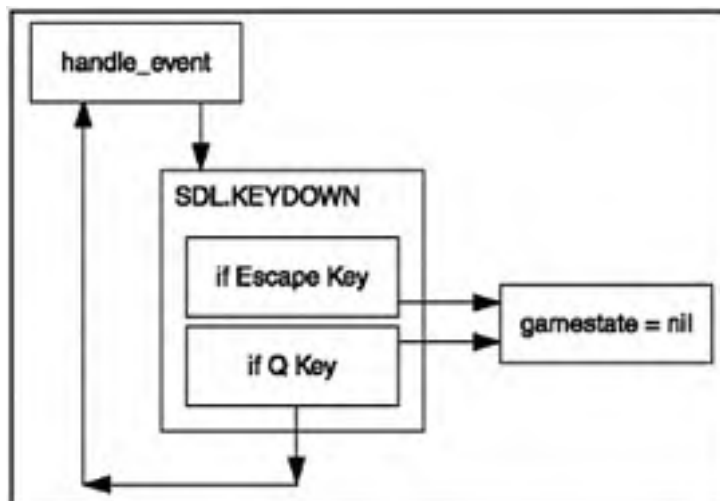 handle_event
SDL.KEYDOWN
if Escape Key
gamestate = nil
if Q Key